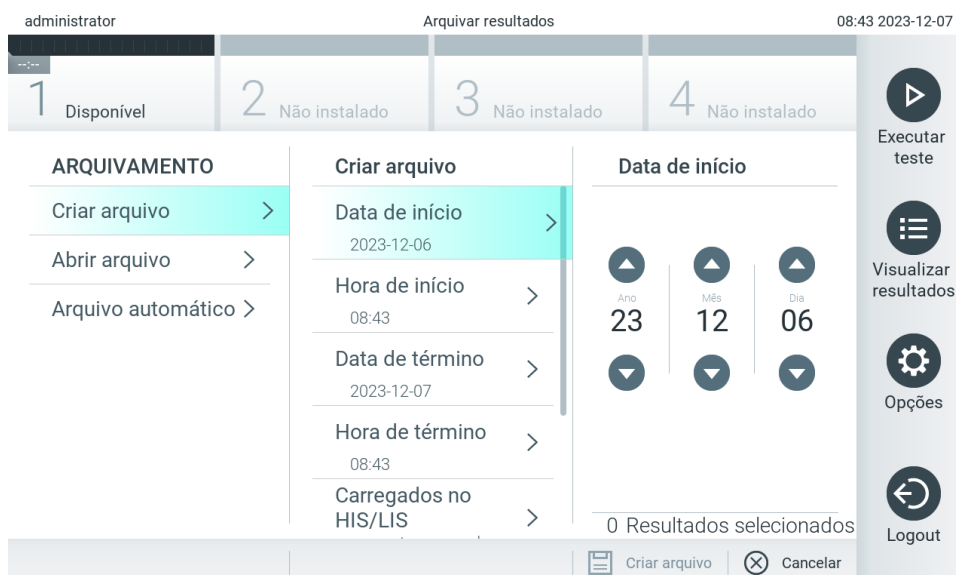 administrator
Arquivar resultados
08:43 2023-12-07
--:--
1 Disponível
2 Não instalado
3 Não instalado
4 Não instalado
ARQUIVAMENTO
Criar arquivo
Abrir arquivo
Arquivo automático
Criar arquivo
Data de início
2023-12-06
Hora de início
08:43
Data de término
2023-12-07
Hora de término
08:43
Carregados no
HIS/LIS
Data de início
Ano Mês Dia
23 12 06
0 Resultados selecionados
Criar arquivo
Cancelar
Executar
teste
Visualizar
resultados
Opções
Logout